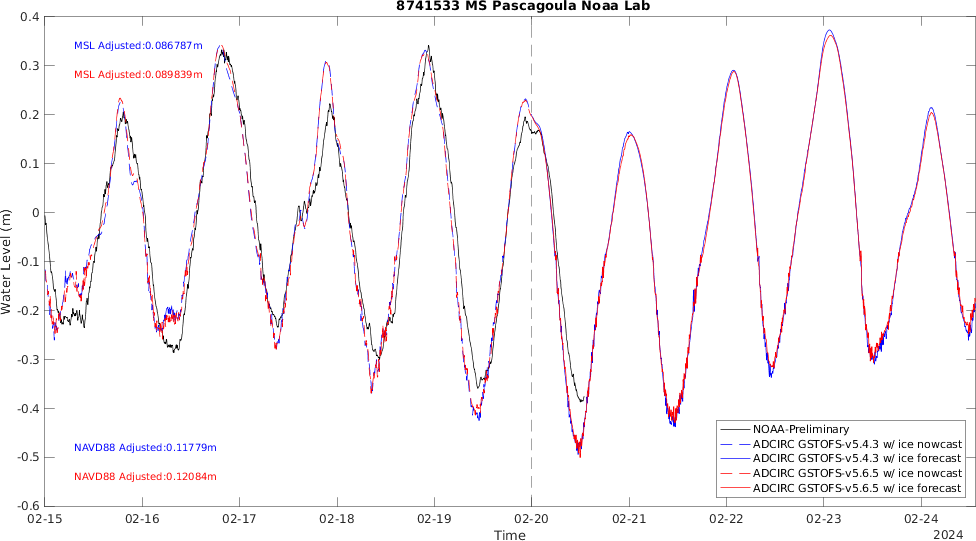 8741533 MS Pascagoula Noaa Lab
MSL Adjusted:0.086787m
MSL Adjusted:0.089839m
NAVD88 Adjusted:0.11779m
NAVD88 Adjusted:0.12084m
Water Level (m)
0.4
0.3
0.2
0.1
0
-0.1
-0.2
-0.3
-0.4
-0.5
-0.6
NOAA-Preliminary
ADCIRC GSTOFS-v5.4.3 w/ ice nowcast
ADCIRC GSTOFS-v5.4.3 w/ ice forecast
ADCIRC GSTOFS-v5.6.5 w/ ice nowcast
ADCIRC GSTOFS-v5.6.5 w/ ice forecast
02-15 02-16 02-17 02-18 02-19 02-20 02-21 02-22 02-23 02-24
Time
2024